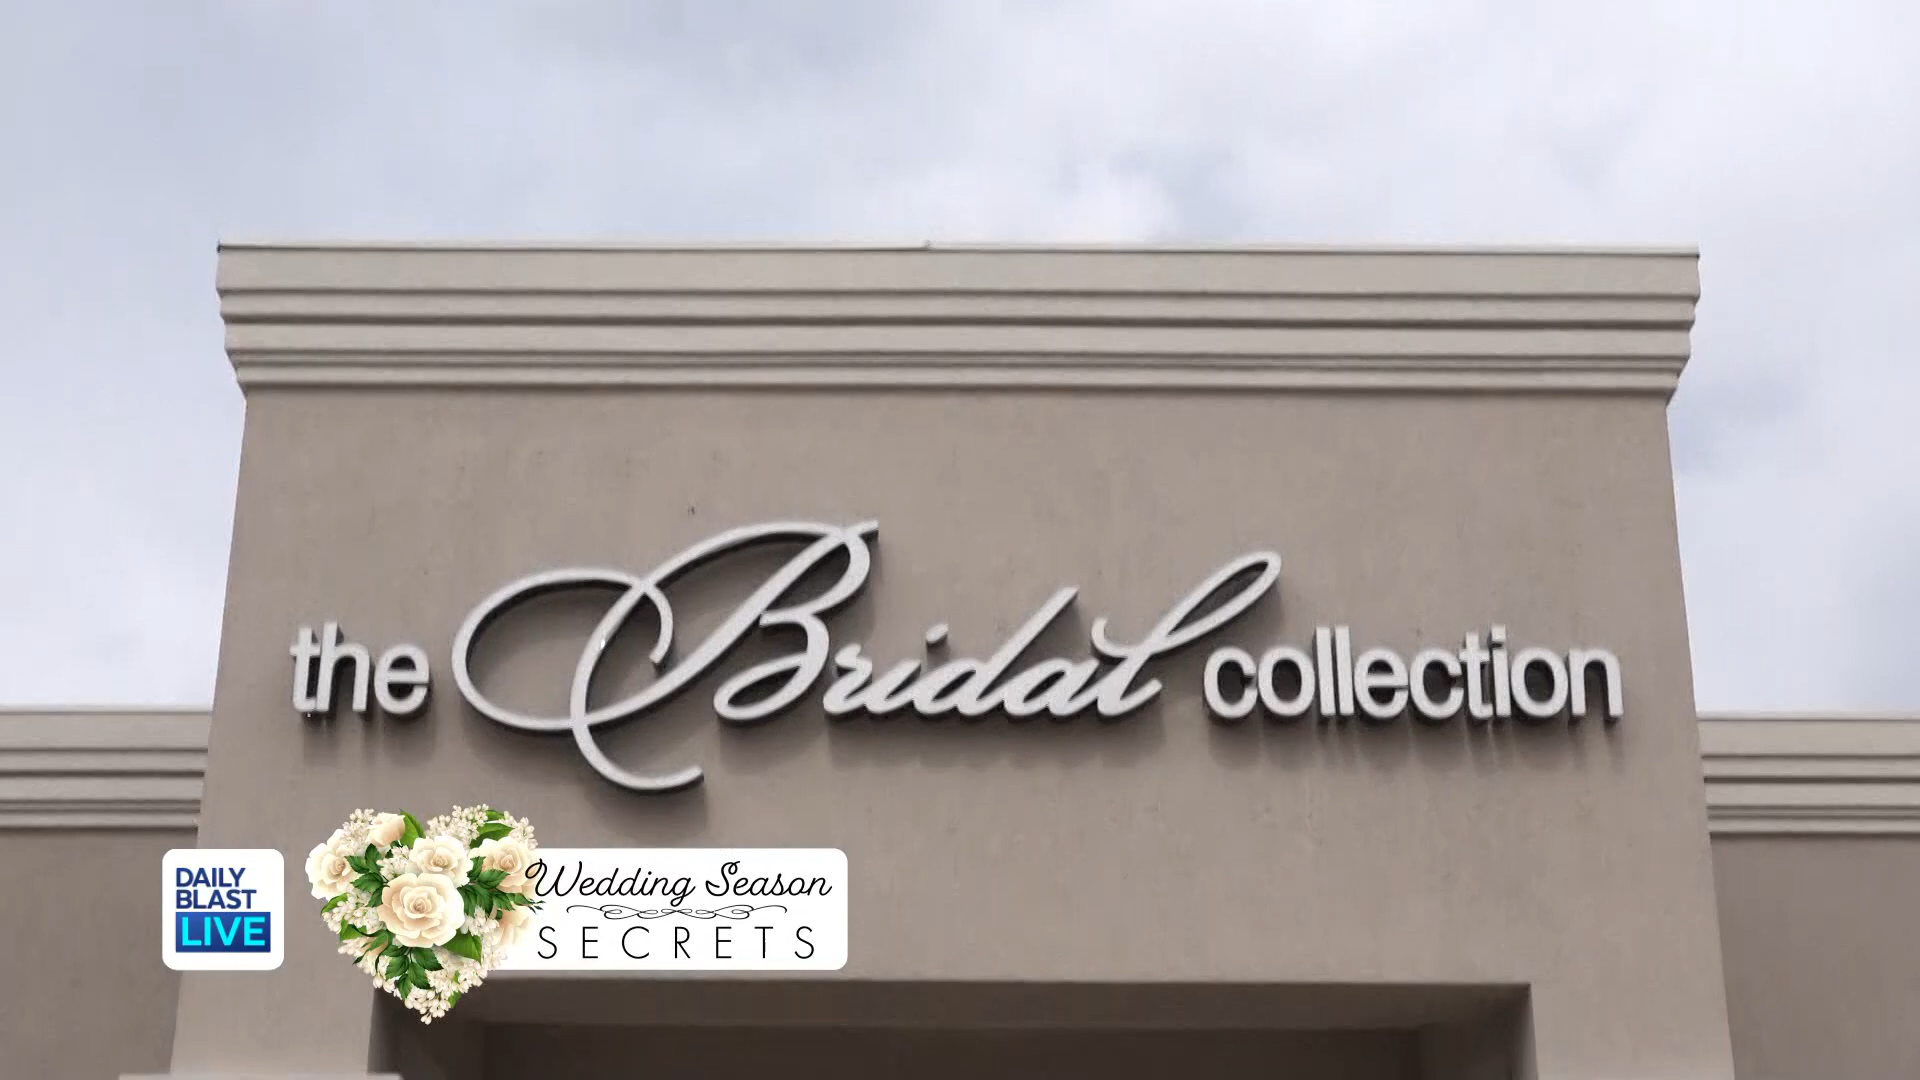 the Bridal collection
DAILY
BLAST
LIVE
Wedding Season
SECRETS